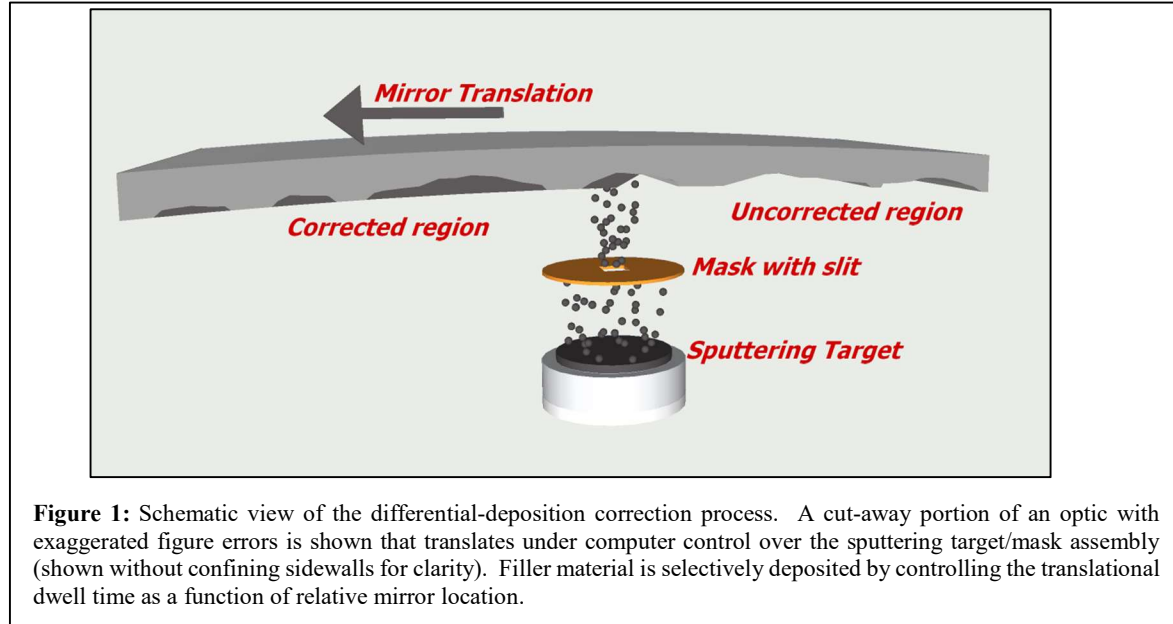 Mirror Translation
Corrected region
Uncorrected region
Mask with slit
Sputtering Target
Figure 1: Schematic view of the differential-deposition correction process. A cut-away portion of an optic with
exaggerated figure errors is shown that translates under computer control over the sputtering target/mask assembly
(shown without confining sidewalls for clarity). Filler material is selectively deposited by controlling the translational
dwell time as a function of relative mirror location.